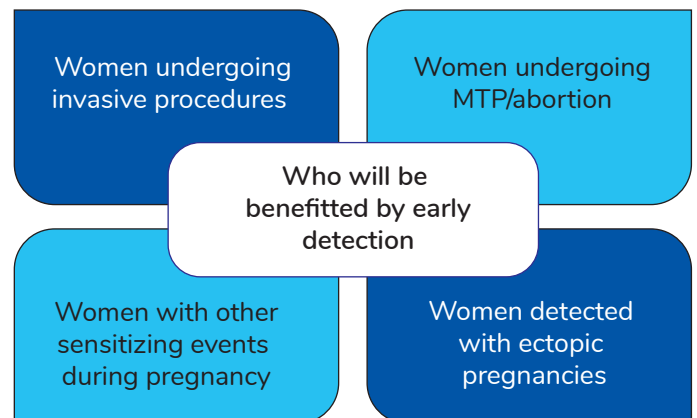 Women undergoing
invasive procedures
Women undergoing
MTP/abortion
Who will be
benefitted by early
detection
Women with other
sensitizing events
during pregnancy
Women detected
with ectopic
pregnancies